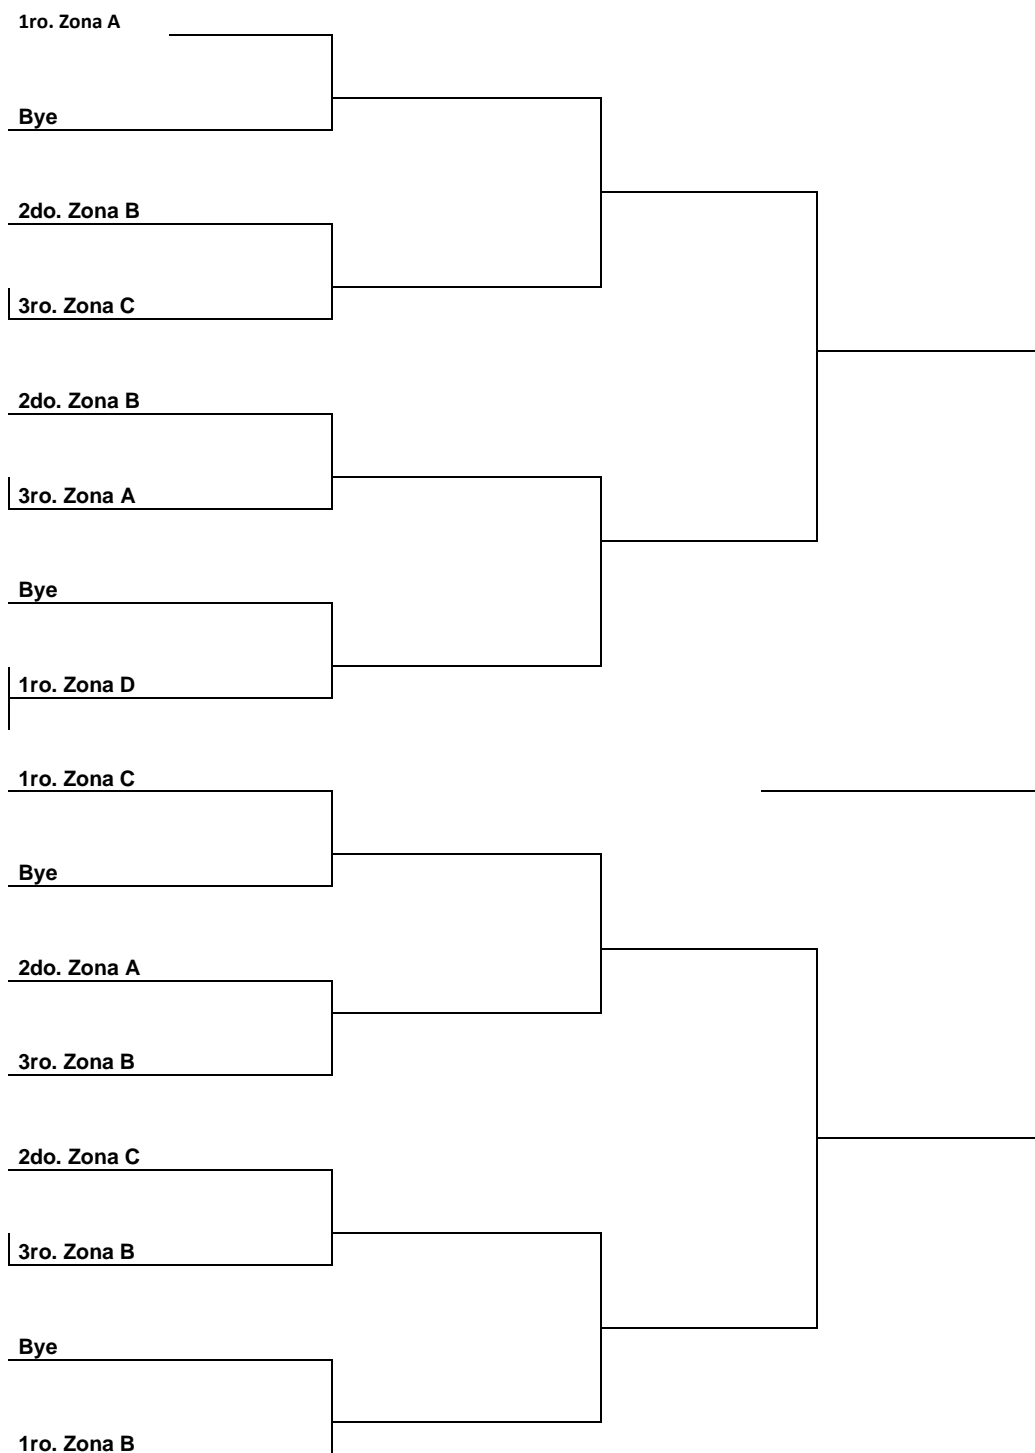 1ro. Zona A
Bye
2do. Zona B
3ro. Zona C
2do. Zona B
3ro. Zona A
Bye
1ro. Zona D
1ro. Zona C
Bye
2do. Zona A
3ro. Zona B
2do. Zona C
3ro. Zona B
Bye
1ro. Zona B